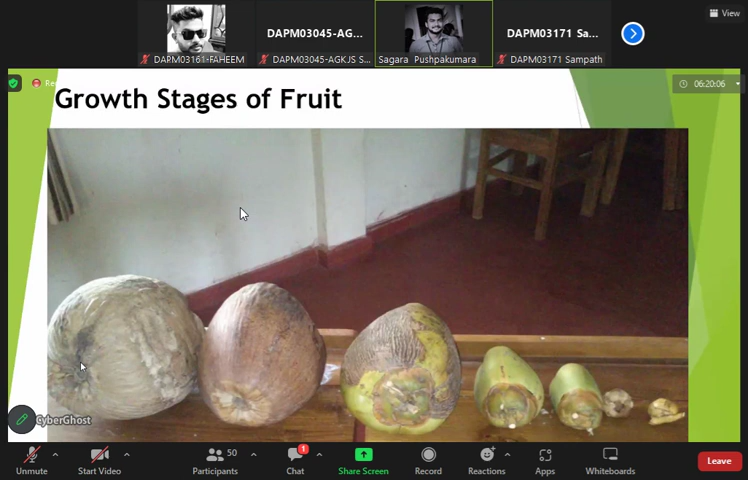 View
DAPM03045-AG...
DAPM03171 Sa...
DAPM03161-FAHEEM
DAPM03045-AGKJS S...
Sagara Pushpakumara
DAPM03171 Sampath
Rec
06:20:06
Growth Stages of Fruit
CyberGhost
50
1
Unmute
Start Video
Participants
Chat
Share Screen
Record
Reactions
Apps
Whiteboards
Leave